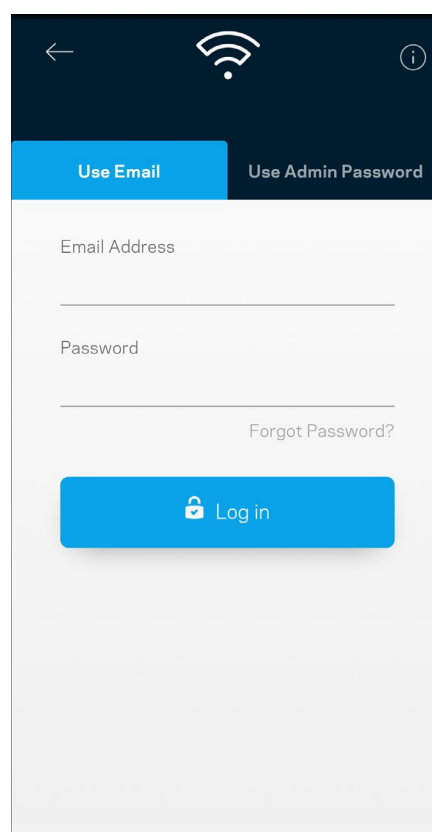 Use Email
Use Admin Password
Email Address
Password
Forgot Password?
Log in